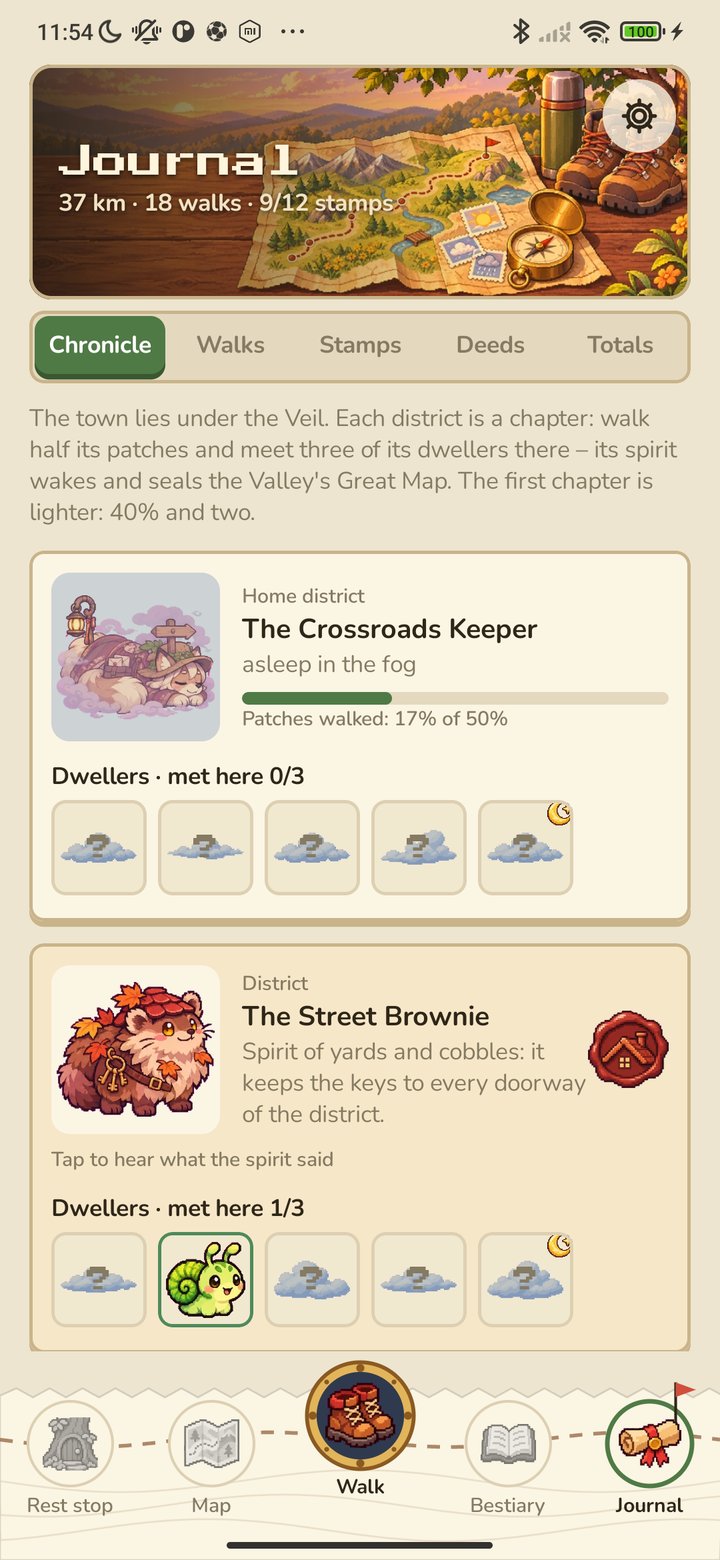 11:54
100
Journal
37 km · 18 walks · 9/12 stamps
Chronicle
Walks
Stamps
Deeds
Totals
The town lies under the Veil. Each district is a chapter: walk
half its patches and meet three of its dwellers there – its spirit
wakes and seals the Valley's Great Map. The first chapter is
lighter: 40% and two.
Home district
The Crossroads Keeper
asleep in the fog
Patches walked: 17% of 50%
Dwellers · met here 0/3
?
?
?
?
?
District
The Street Brownie
Spirit of yards and cobbles: it
keeps the keys to every doorway
of the district.
Tap to hear what the spirit said
Dwellers · met here 1/3
?
?
?
?
Rest stop
Map
Walk
Bestiary
Journal